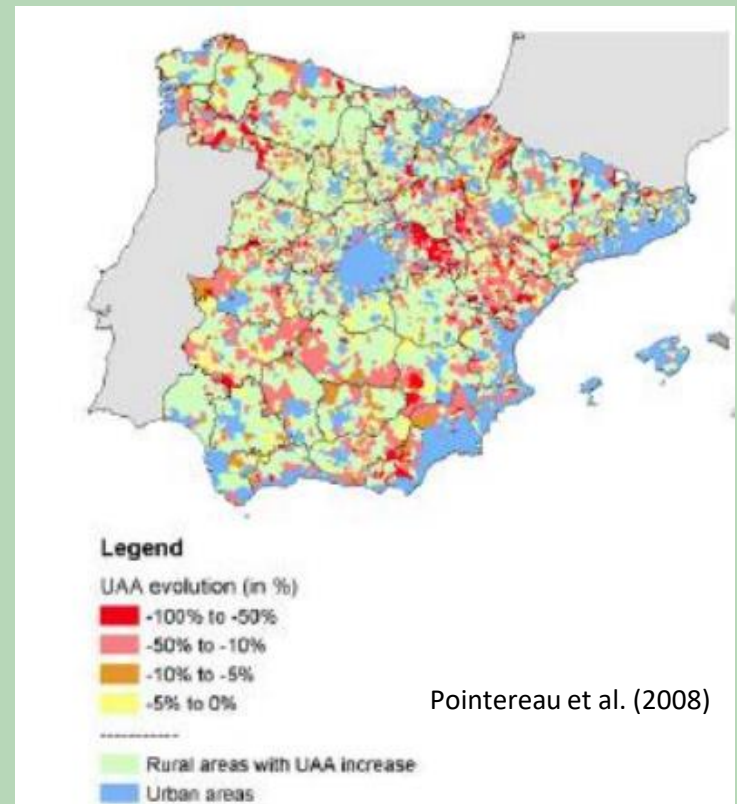 Legend
UAA evolution (in %)
-100% to -50%
-50% to -10%
-10% to -5%
-5% to 0%
Pointereau et al. (2008)
-----------
Rural areas with UAA increase
Urban areas